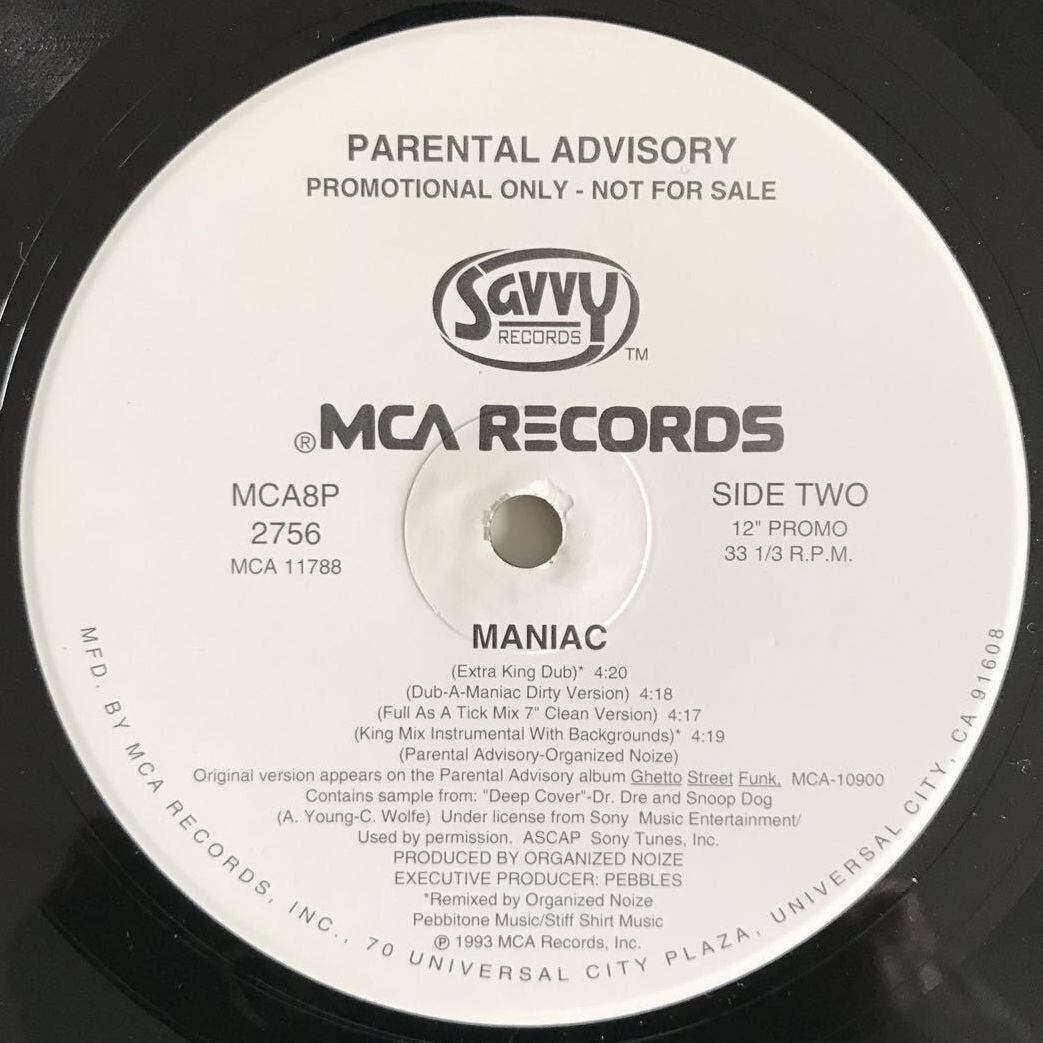 PARENTAL ADVISORY
PROMOTIONAL ONLY - NOT FOR SALE
Savvy
RECORDS
TM
® MCA RECORDS
MCA8P
2756
MCA 11788
SIDE TWO
12" PROMO
33 1/3 R.P.M.
MANIAC
(Extra King Dub)* 4:20
(Dub-A-Maniac Dirty Version) 4:18
(Full As A Tick Mix 7" Clean Version) 4:17
(King Mix Instrumental With Backgrounds)* 4:19
(Parental Advisory-Organized Noize)
Original version appears on the Parental Advisory album Ghetto Street Funk, MCA-10900
Contains sample from: "Deep Cover"-Dr. Dre and Snoop Dog
(A. Young-C. Wolfe) Under license from Sony Music Entertainment/
Used by permission. ASCAP Sony Tunes, Inc.
PRODUCED BY ORGANIZED NOIZE
EXECUTIVE PRODUCER: PEBBLES
*Remixed by Organized Noize
Pebbitone Music/Stiff Shirt Music
℗ 1993 MCA Records, Inc.
MFD. BY MCA RECORDS, INC., 70 UNIVERSAL CITY PLAZA, UNIVERSAL CITY, CA 91608